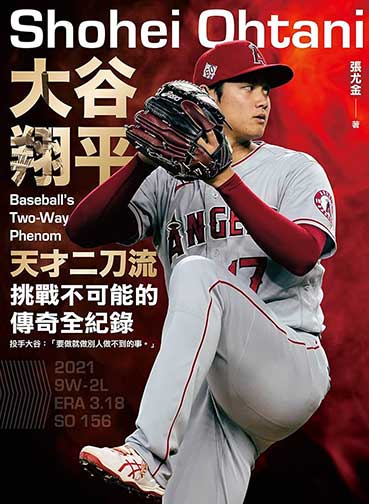 Shohei Ohtani
大谷
翔平
張尤金
著
Baseball's
Two-Way
Phenom
天才二刀流
挑戰不可能的
傳奇全紀錄
投手大谷：「要做就做別人做不到的事。」
2021
9W-2L
ERA 3.18
SO 156
A
ANGE
17
A